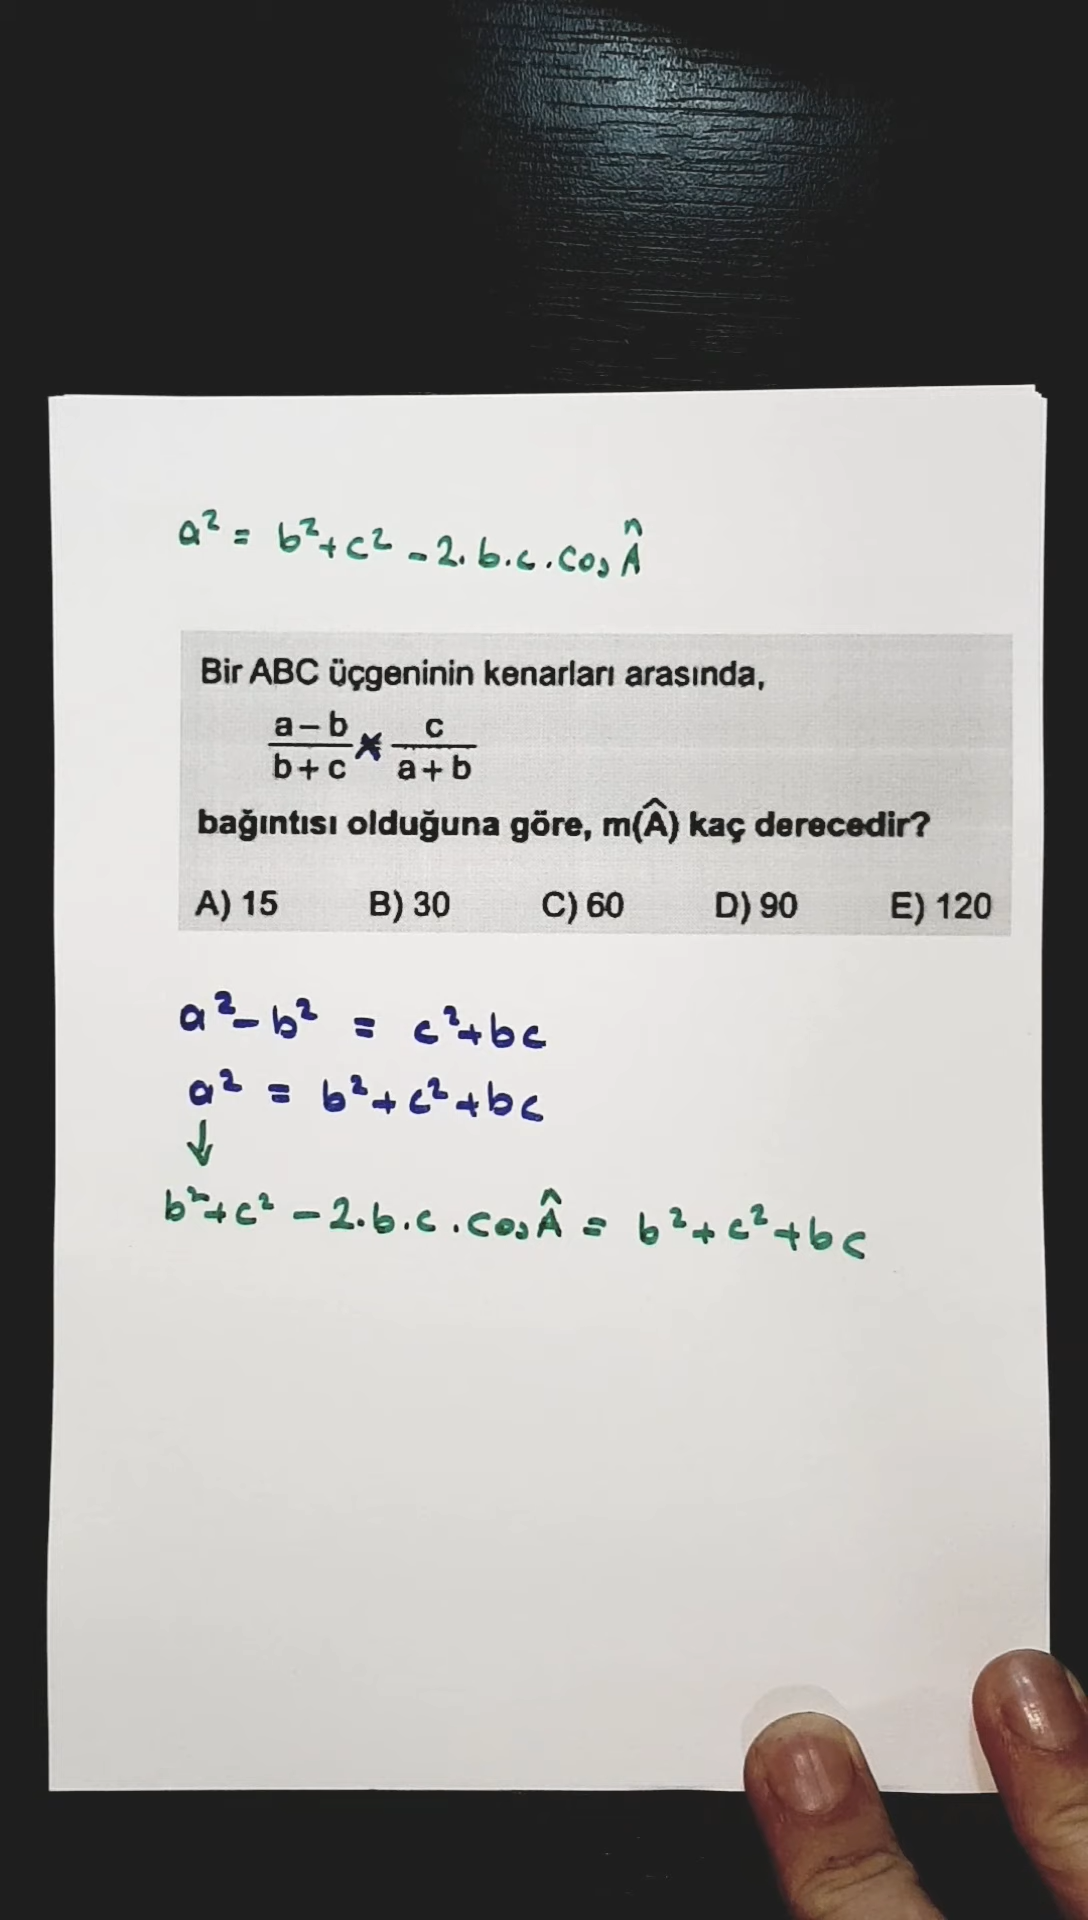 a² = b²+c² - 2.b.c.cos Â
Bir ABC üçgeninin kenarları arasında,
a-b/b+c × c/a+b
bağıntısı olduğuna göre, m(Â) kaç derecedir?
A) 15 B) 30 C) 60 D) 90 E) 120
a²-b² = c²+bc
a² = b²+c²+bc
↓
b²+c² - 2.b.c.cos Â = b²+c²+bc